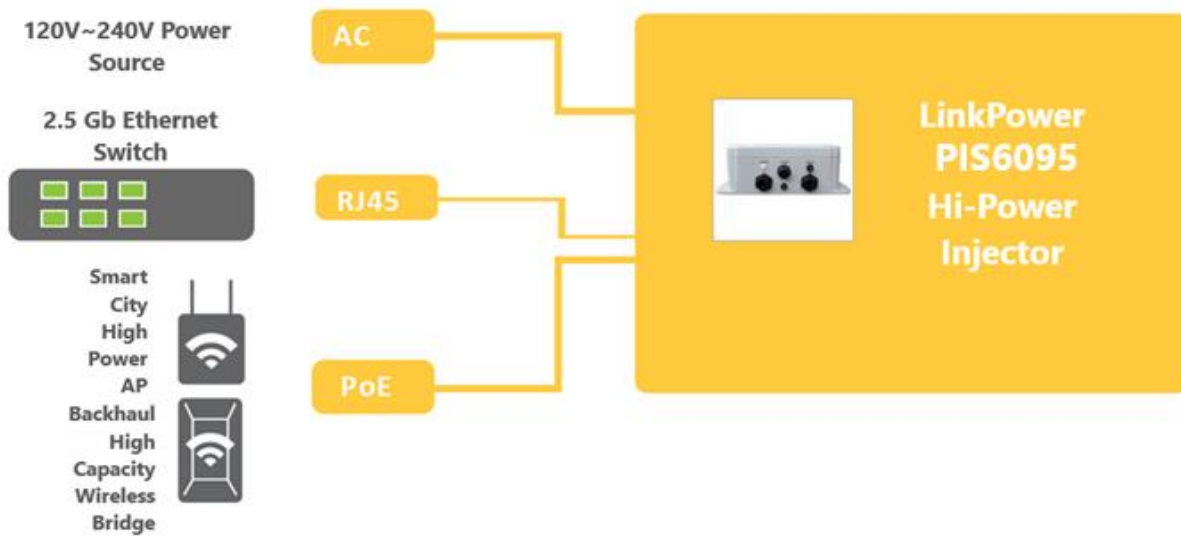 120V~240V Power
Source
AC
2.5 Gb Ethernet
Switch
RJ45
Smart
City
High
Power
AP
Backhaul
High
Capacity
Wireless
Bridge
PoE
LinkPower
PIS6095
Hi-Power
Injector